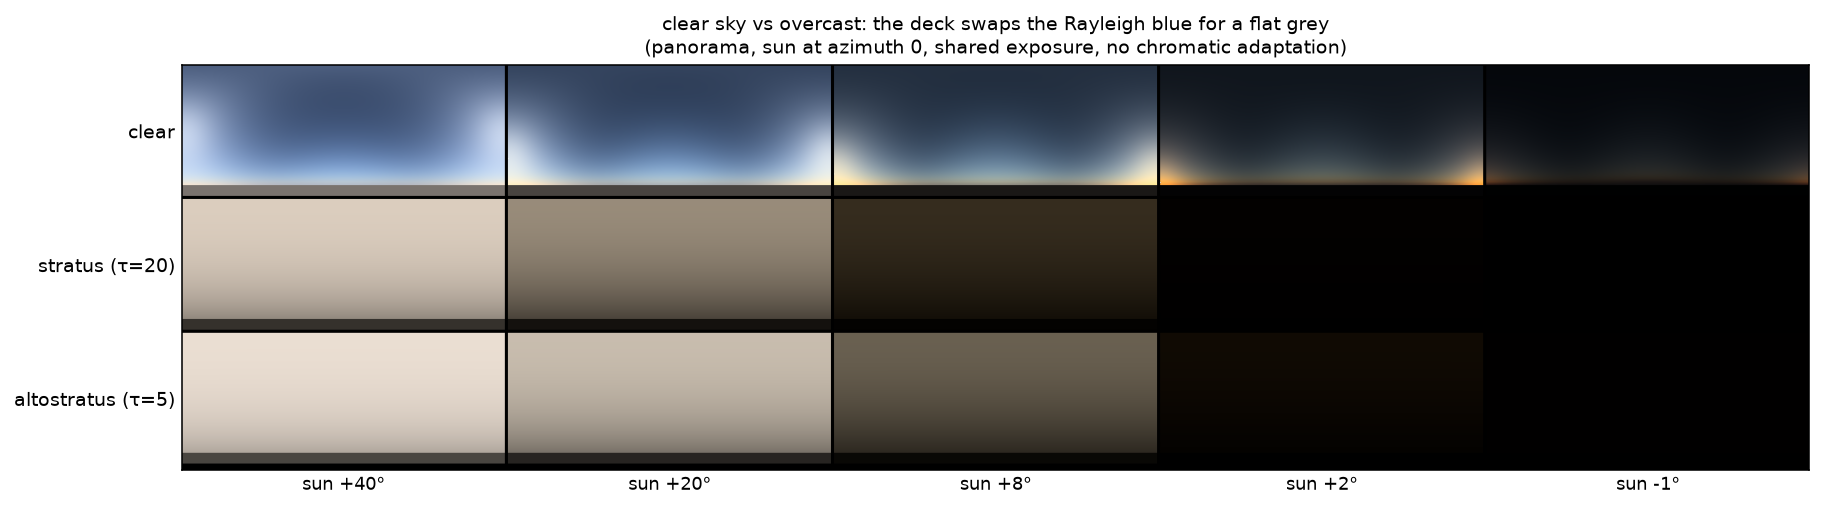 clear sky vs overcast: the deck swaps the Rayleigh blue for a flat grey
(panorama, sun at azimuth 0, shared exposure, no chromatic adaptation)
clear
stratus (τ=20)
altostratus (τ=5)
sun +40°
sun +20°
sun +8°
sun +2°
sun -1°